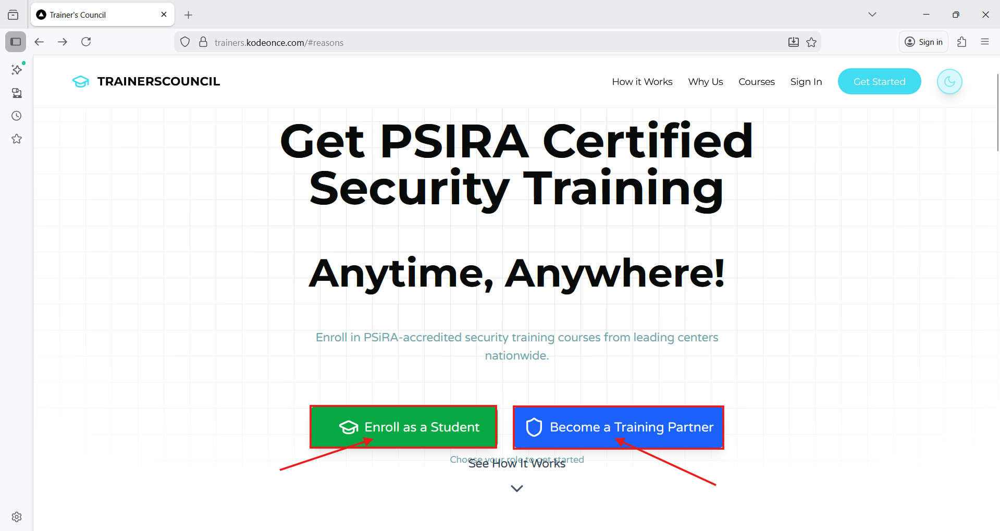 Trainer's Council
trainers.kodeonce.com/#reasons
Sign in
TRAINERSCOUNCIL
How it Works
Why Us
Courses
Sign In
Get Started
Get PSIRA Certified
Security Training
Anytime, Anywhere!
Enroll in PSiRA-accredited security training courses from leading centers
nationwide.
Enroll as a Student
Become a Training Partner
Choose your role to get started
See How It Works